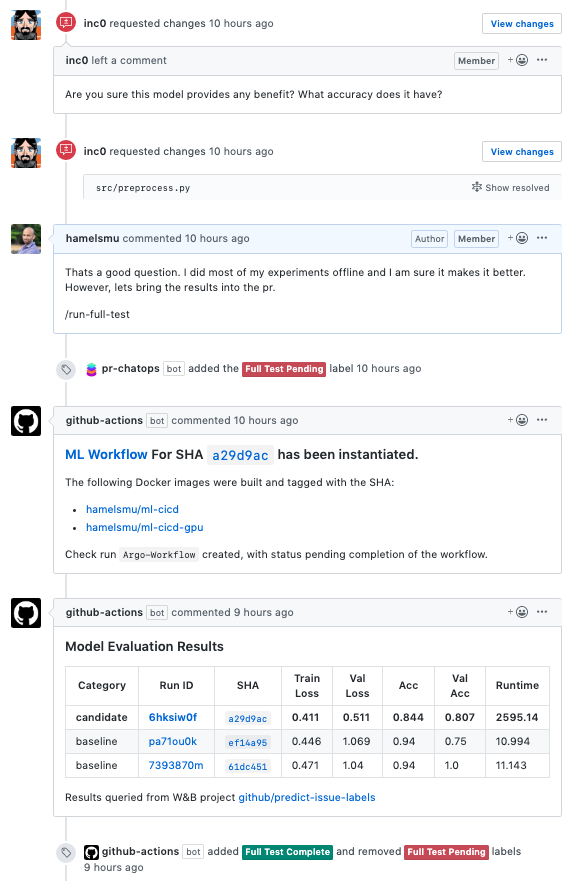 inc0 requested changes 10 hours ago View changes
inc0 left a comment Member
Are you sure this model provides any benefit? What accuracy does it have?
inc0 requested changes 10 hours ago View changes
src/preprocess.py Show resolved
hamelsmu commented 10 hours ago Author Member
Thats a good question. I did most of my experiments offline and I am sure it makes it better.
However, lets bring the results into the pr.
/run-full-test
pr-chatops bot added the Full Test Pending label 10 hours ago
github-actions bot commented 10 hours ago
ML Workflow For SHA a29d9ac has been instantiated.
The following Docker images were built and tagged with the SHA:
• hamelsmu/ml-cicd
• hamelsmu/ml-cicd-gpu
Check run Argo-Workflow created, with status pending completion of the workflow.
github-actions bot commented 9 hours ago
Model Evaluation Results
Category Run ID SHA Train Loss Val Loss Acc Val Acc Runtime
candidate 6hksiw0f a29d9ac 0.411 0.511 0.844 0.807 2595.14
baseline pa71ou0k ef14a95 0.446 1.069 0.94 0.75 10.994
baseline 7393870m 61dc451 0.471 1.04 0.94 1.0 11.143
Results queried from W&B project github/predict-issue-labels
github-actions bot added Full Test Complete and removed Full Test Pending labels
9 hours ago